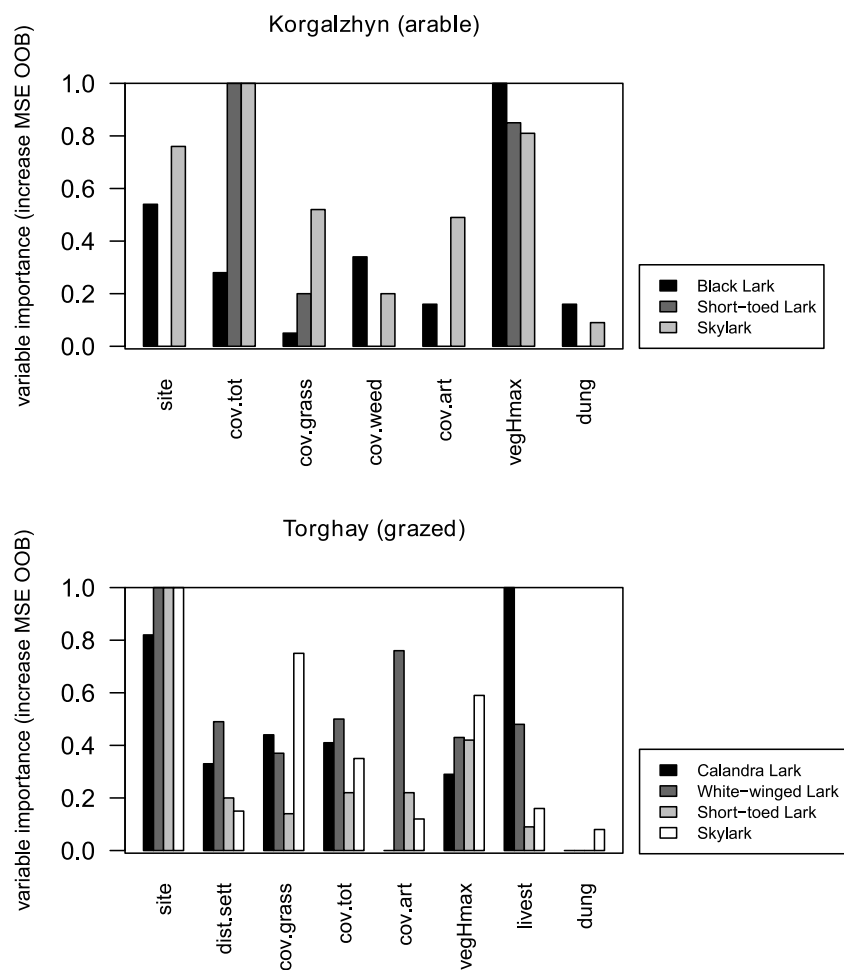 Korgalzhyn (arable)
variable importance (increase MSE OOB)
1.0
0.8
0.6
0.4
0.2
0.0
site
cov.tot
cov.grass
cov.weed
cov.art
vegHmax
dung
Black Lark
Short−toed Lark
Skylark
Torghay (grazed)
variable importance (increase MSE OOB)
1.0
0.8
0.6
0.4
0.2
0.0
site
dist.sett
cov.grass
cov.tot
cov.art
vegHmax
livest
dung
Calandra Lark
White−winged Lark
Short−toed Lark
Skylark